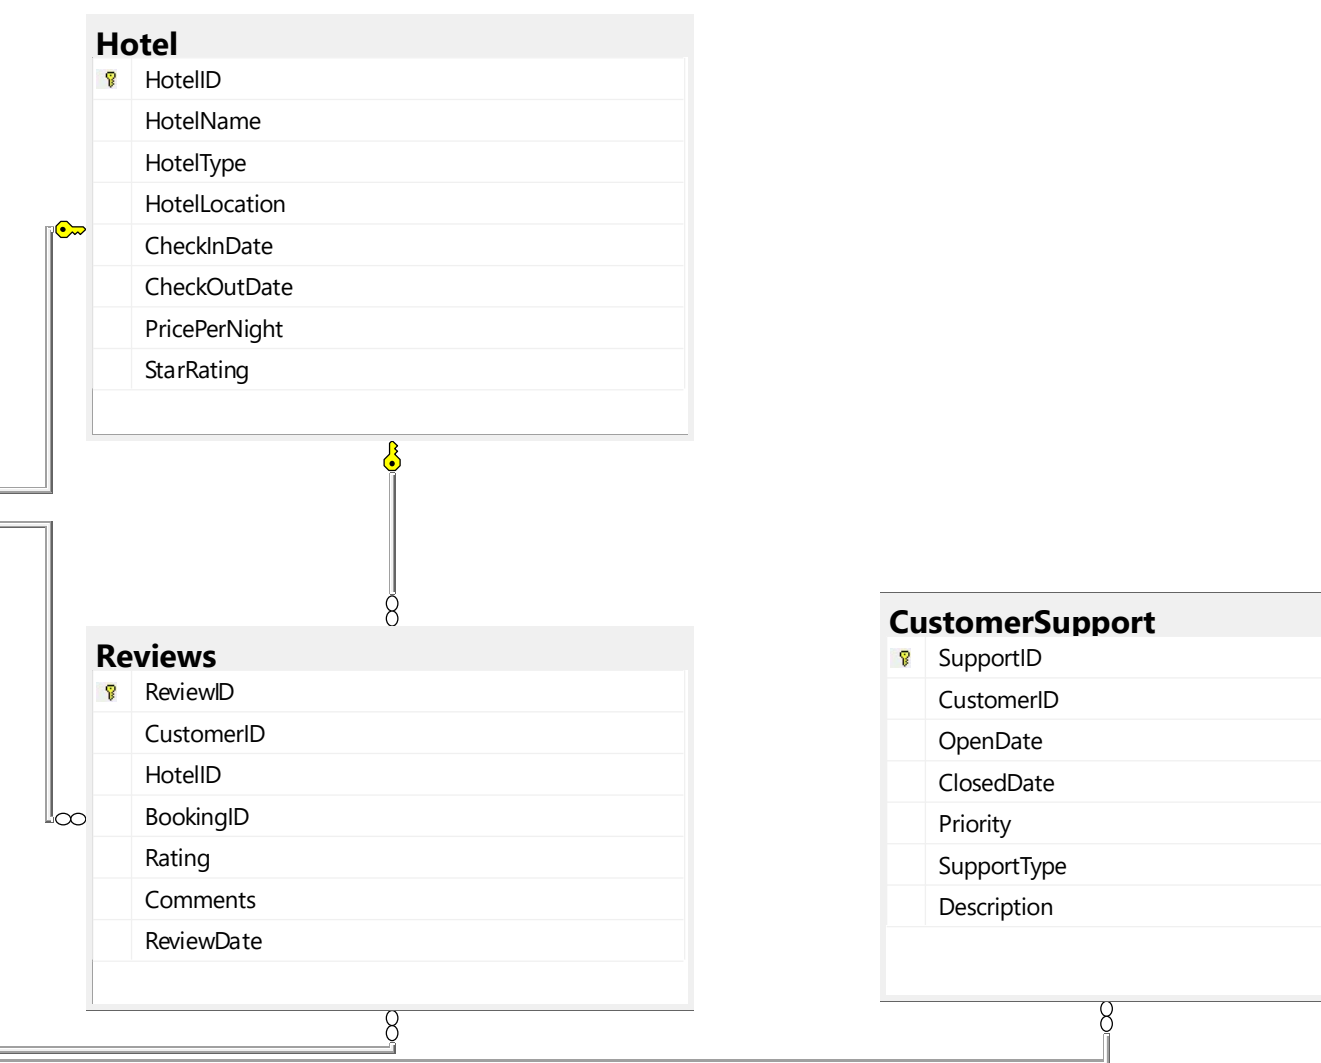 Hotel
HotelID
HotelName
HotelType
HotelLocation
CheckInDate
CheckOutDate
PricePerNight
StarRating
Reviews
ReviewID
CustomerID
HotelID
BookingID
Rating
Comments
ReviewDate
CustomerSupport
SupportID
CustomerID
OpenDate
ClosedDate
Priority
SupportType
Description